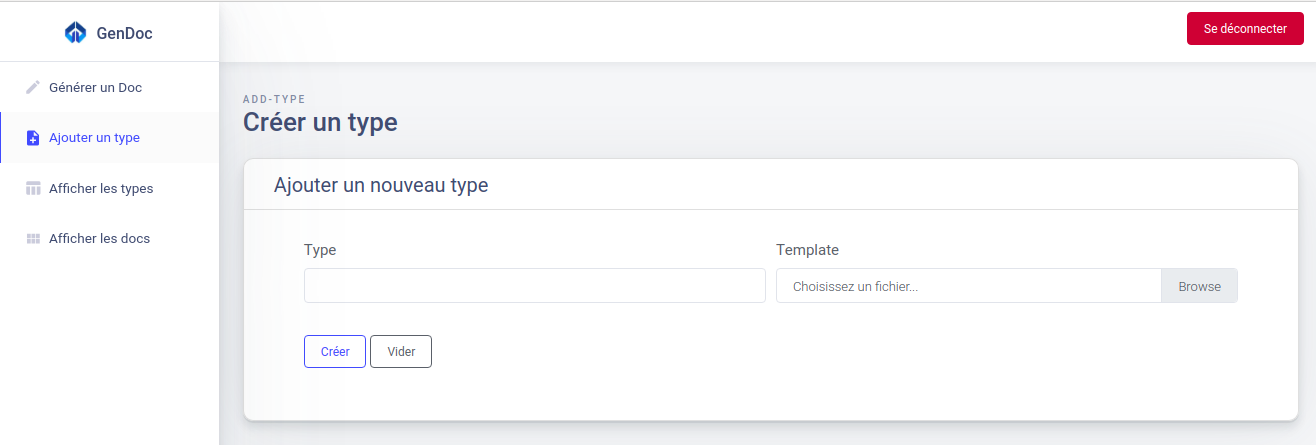 GenDoc
Se déconnecter
Générer un Doc
Ajouter un type
Afficher les types
Afficher les docs
ADD-TYPE
Créer un type
Ajouter un nouveau type
Type
Template
Choisissez un fichier...
Browse
Créer
Vider